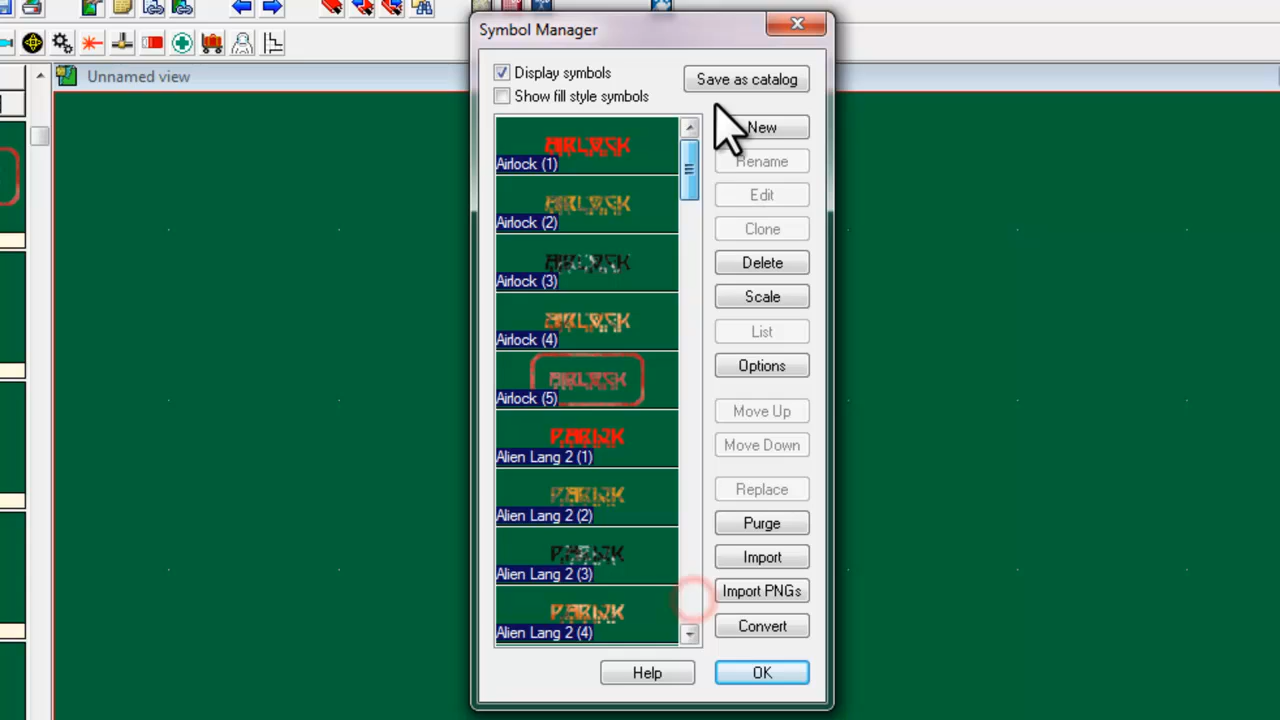 Symbol Manager
Unnamed view
Display symbols
Save as catalog
Show fill style symbols
New
Rename
Edit
Clone
Delete
Scale
List
Options
Move Up
Move Down
Replace
Purge
Import
Import PNGs
Convert
Airlock (1)
Airlock (2)
Airlock (3)
Airlock (4)
Airlock (5)
Alien Lang 2 (1)
Alien Lang 2 (2)
Alien Lang 2 (3)
Alien Lang 2 (4)
Help
OK